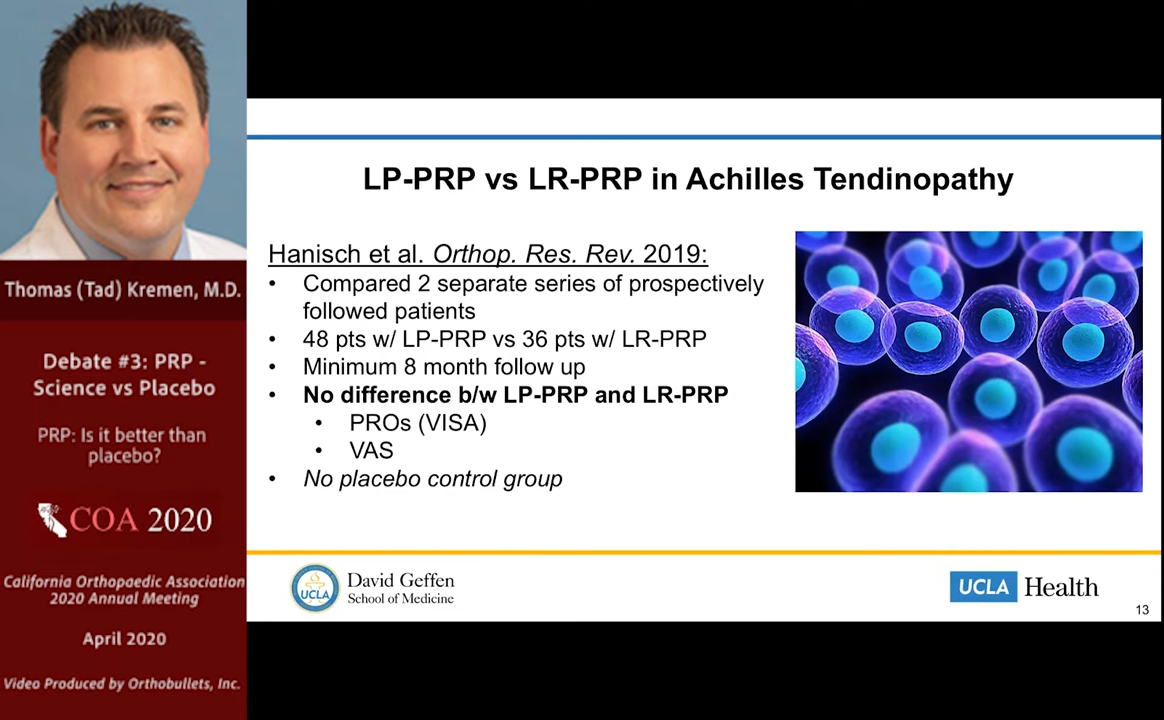 Thomas (Tad) Kremen, M.D.
Debate #3: PRP -
Science vs Placebo
PRP: Is it better than
placebo?
COA 2020
California Orthopaedic Association
2020 Annual Meeting
April 2020
Video Produced by Orthobullets, Inc.
LP-PRP vs LR-PRP in Achilles Tendinopathy
Hanisch et al. Orthop. Res. Rev. 2019:
• Compared 2 separate series of prospectively
followed patients
• 48 pts w/ LP-PRP vs 36 pts w/ LR-PRP
• Minimum 8 month follow up
• No difference b/w LP-PRP and LR-PRP
• PROs (VISA)
• VAS
• No placebo control group
UCLA
David Geffen
School of Medicine
UCLA Health
13